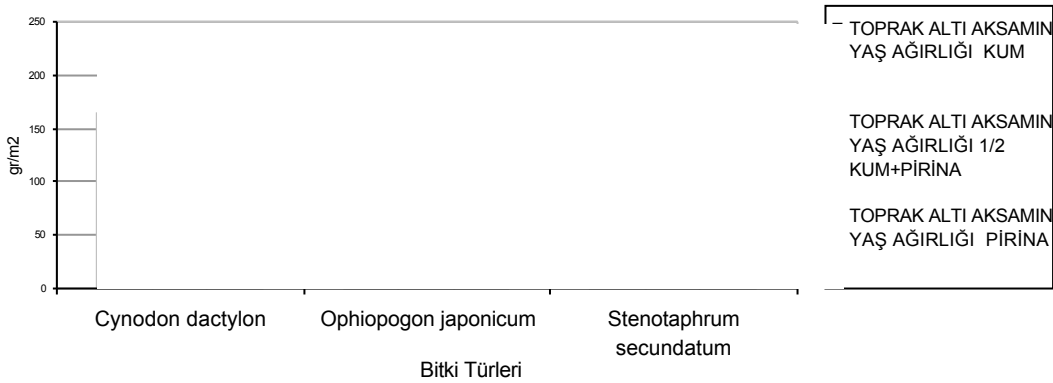 250
200
150
100
50
0
gr/m2
Cynodon dactylon
Ophiopogon japonicum
Stenotaphrum
secundatum
Bitki Türleri
TOPRAK ALTI AKSAMIN
YAŞ AĞIRLIĞI KUM
TOPRAK ALTI AKSAMIN
YAŞ AĞIRLIĞI 1/2
KUM+PİRİNA
TOPRAK ALTI AKSAMIN
YAŞ AĞIRLIĞI PİRİNA